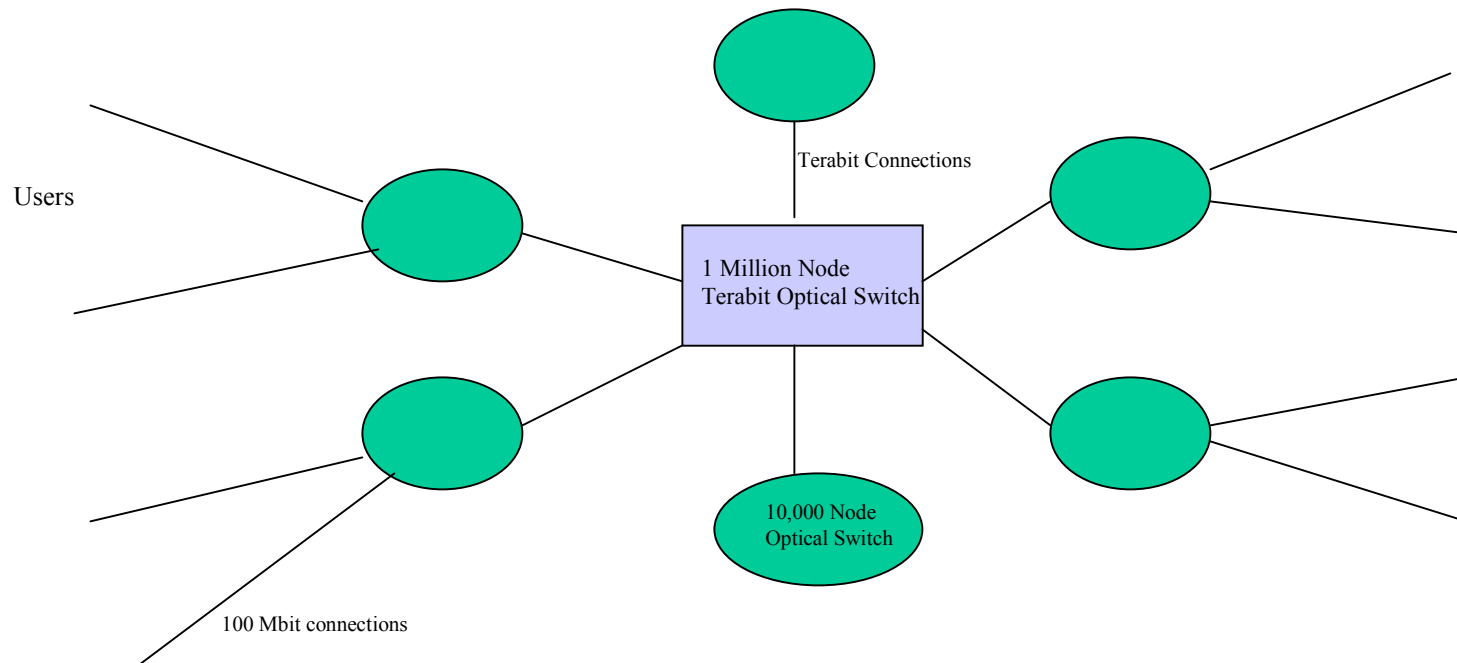 Terabit Connections
Users
1 Million Node
Terabit Optical Switch
10,000 Node
Optical Switch
100 Mbit connections